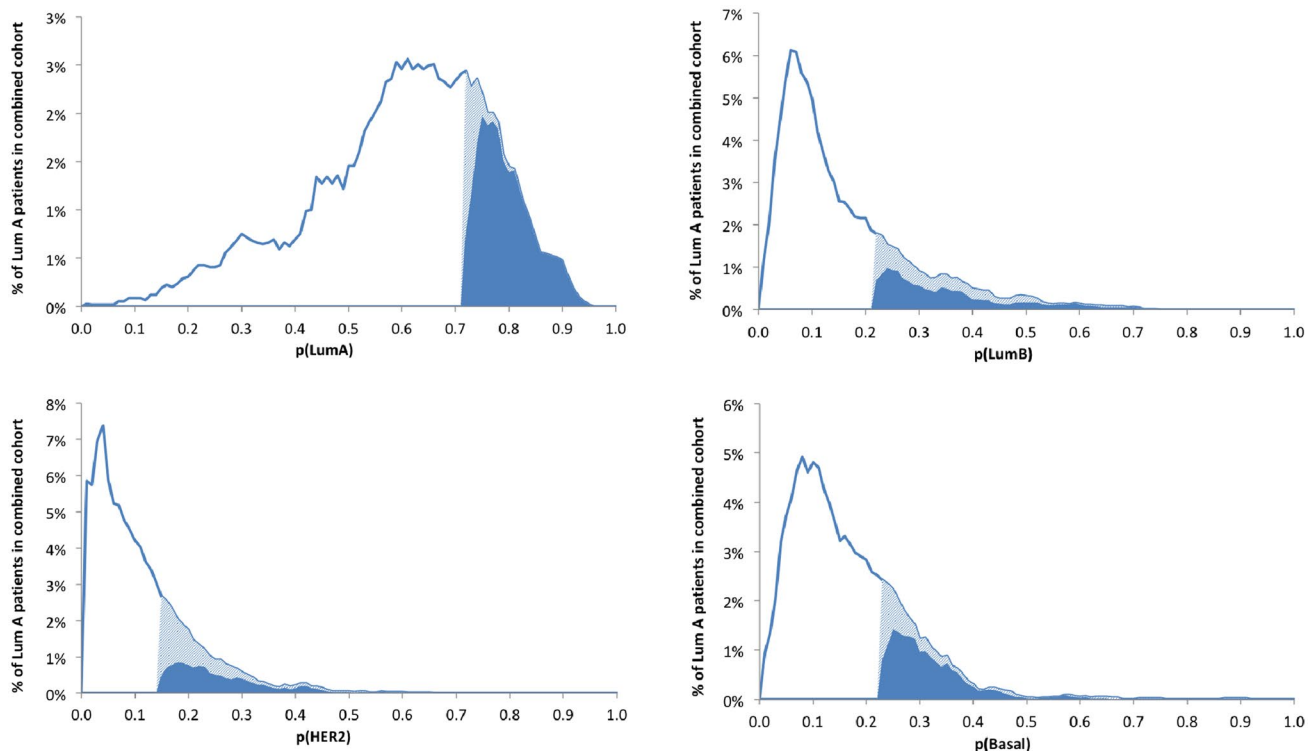 % of Lum A patients in combined cohort
3%
3%
2%
2%
1%
1%
0%
0.0 0.1 0.2 0.3 0.4 0.5 0.6 0.7 0.8 0.9 1.0
p(LumA)
% of Lum A patients in combined cohort
7%
6%
5%
4%
3%
2%
1%
0%
0.0 0.1 0.2 0.3 0.4 0.5 0.6 0.7 0.8 0.9 1.0
p(LumB)
% of Lum A patients in combined cohort
8%
7%
6%
5%
4%
3%
2%
1%
0%
0.0 0.1 0.2 0.3 0.4 0.5 0.6 0.7 0.8 0.9 1.0
p(HER2)
% of Lum A patients in combined cohort
6%
5%
4%
3%
2%
1%
0%
0.0 0.1 0.2 0.3 0.4 0.5 0.6 0.7 0.8 0.9 1.0
p(Basal)